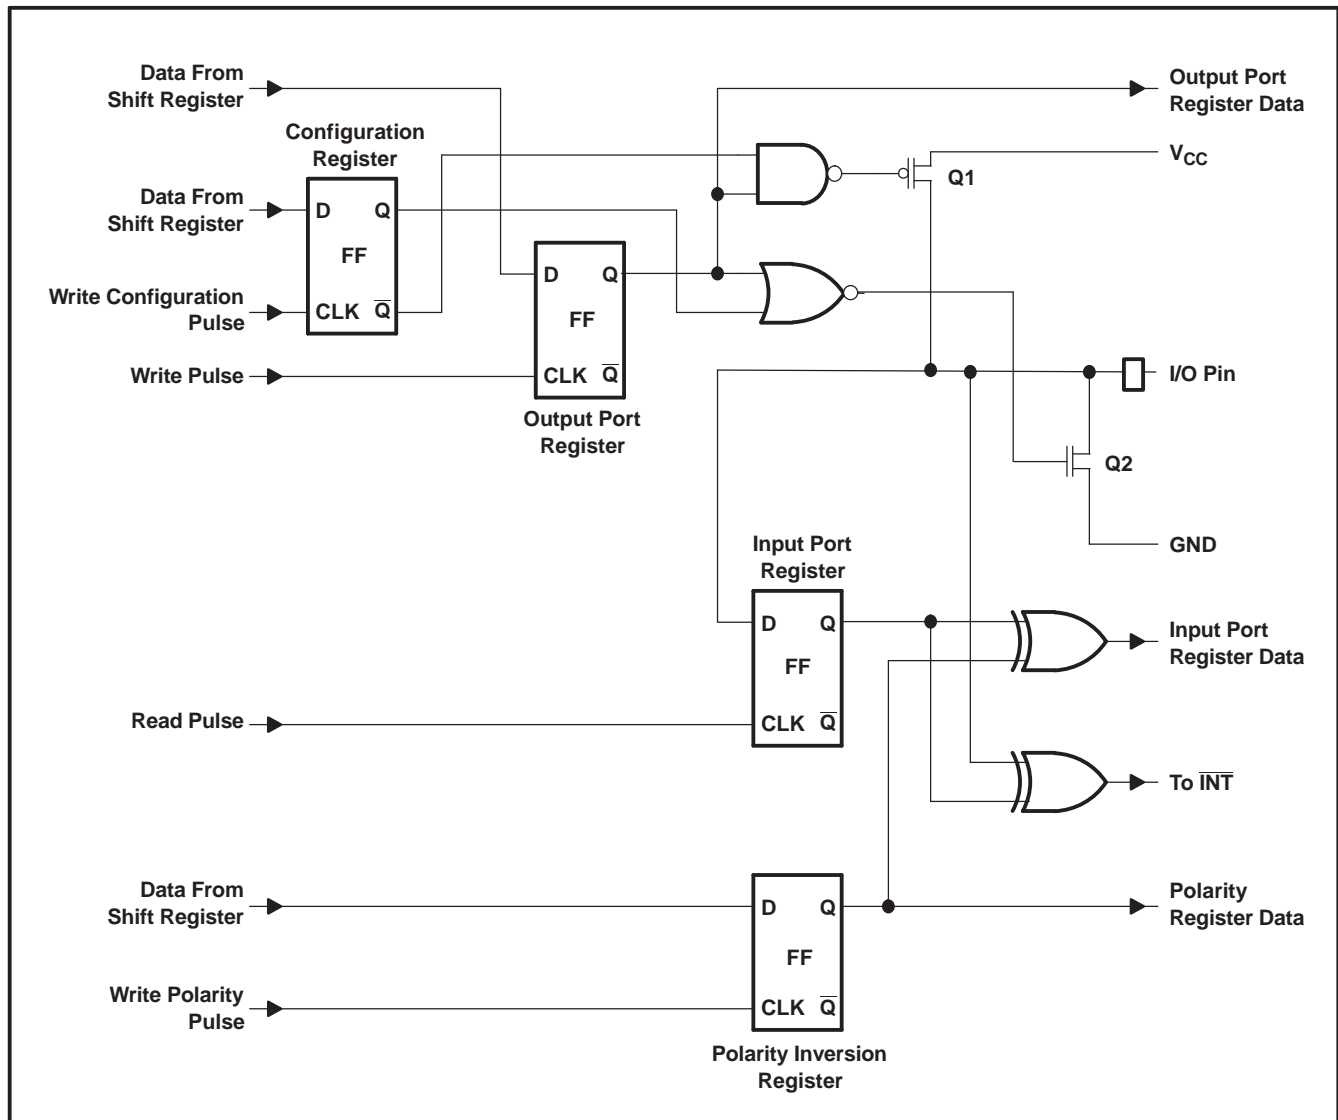 Data From
Shift Register
Output Port
Register Data
Configuration
Register
VCC
Q1
Data From
Shift Register
D Q
FF
CLK Q̅
D Q
FF
CLK Q̅
Write Configuration
Pulse
Write Pulse
I/O Pin
Output Port
Register
Q2
GND
Input Port
Register
D Q
FF
CLK Q̅
Input Port
Register Data
Read Pulse
To I̅N̅T̅
Data From
Shift Register
D Q
FF
CLK Q̅
Polarity
Register Data
Write Polarity
Pulse
Polarity Inversion
Register